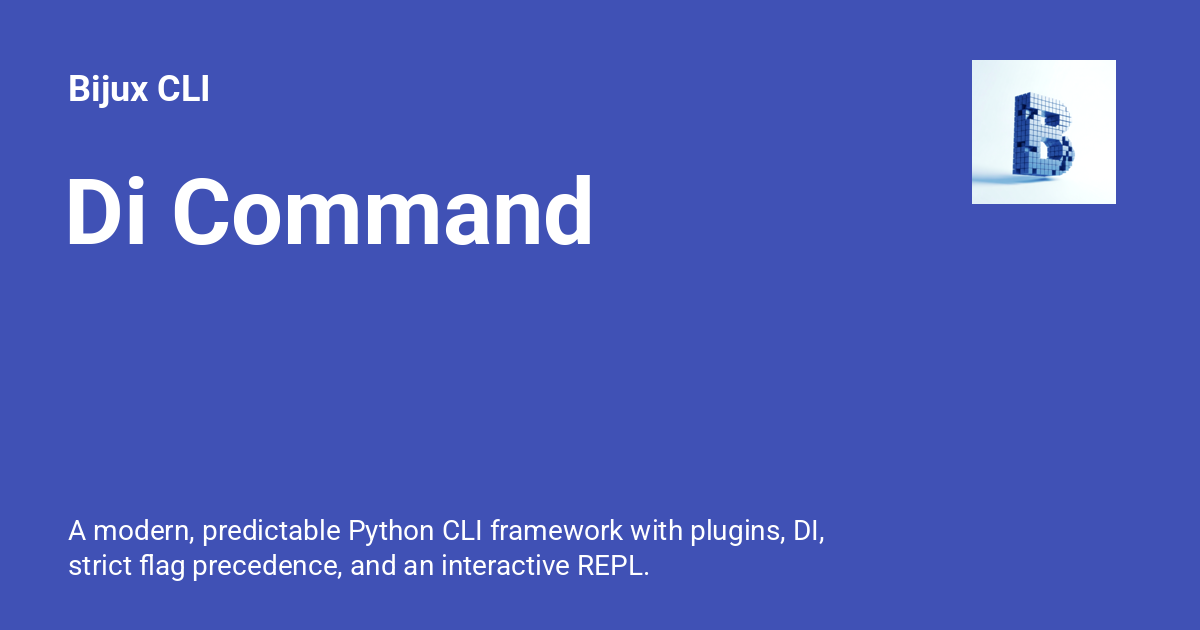 Bijux CLI
Di Command
A modern, predictable Python CLI framework with plugins, DI,
strict flag precedence, and an interactive REPL.
B